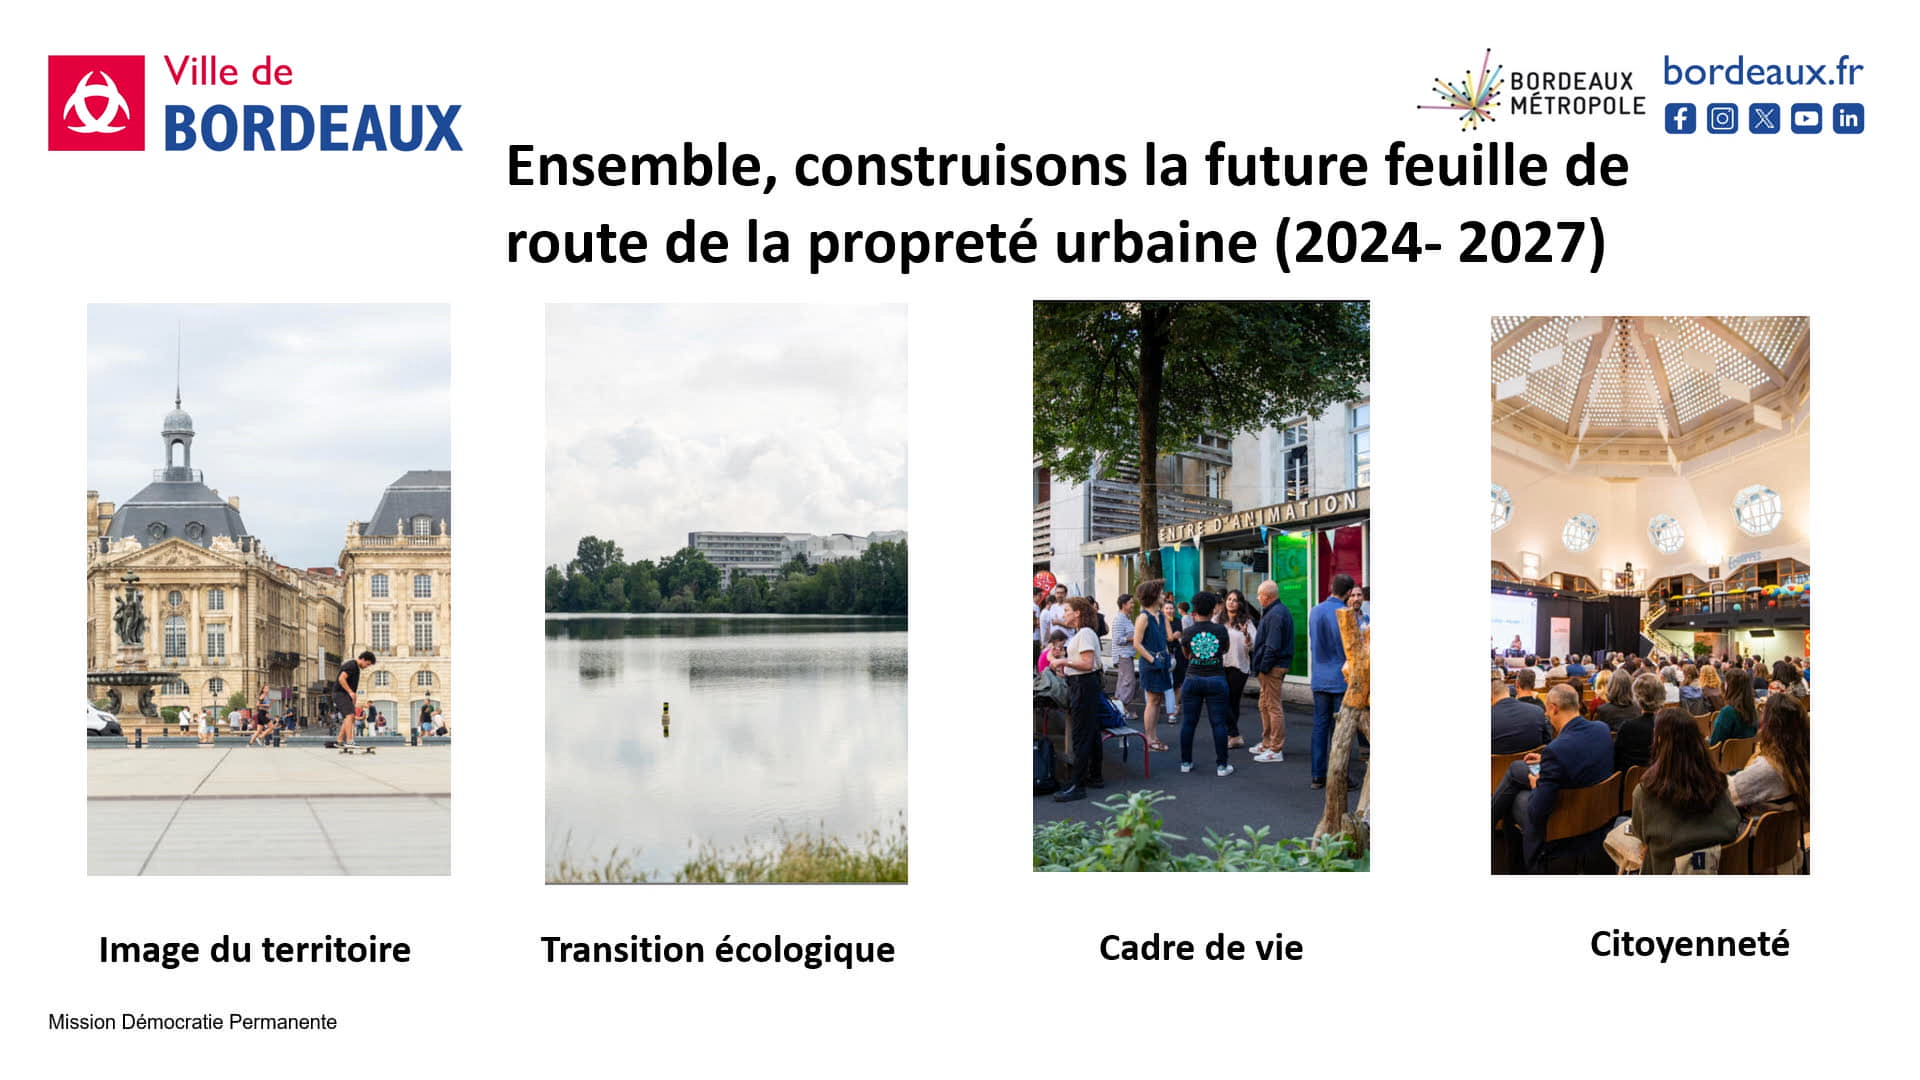 Ville de
BORDEAUX
BORDEAUX
MÉTROPOLE
bordeaux.fr
Ensemble, construisons la future feuille de
route de la propreté urbaine (2024- 2027)
ENTRE D'ANIMATION
Image du territoire
Transition écologique
Cadre de vie
Citoyenneté
Mission Démocratie Permanente